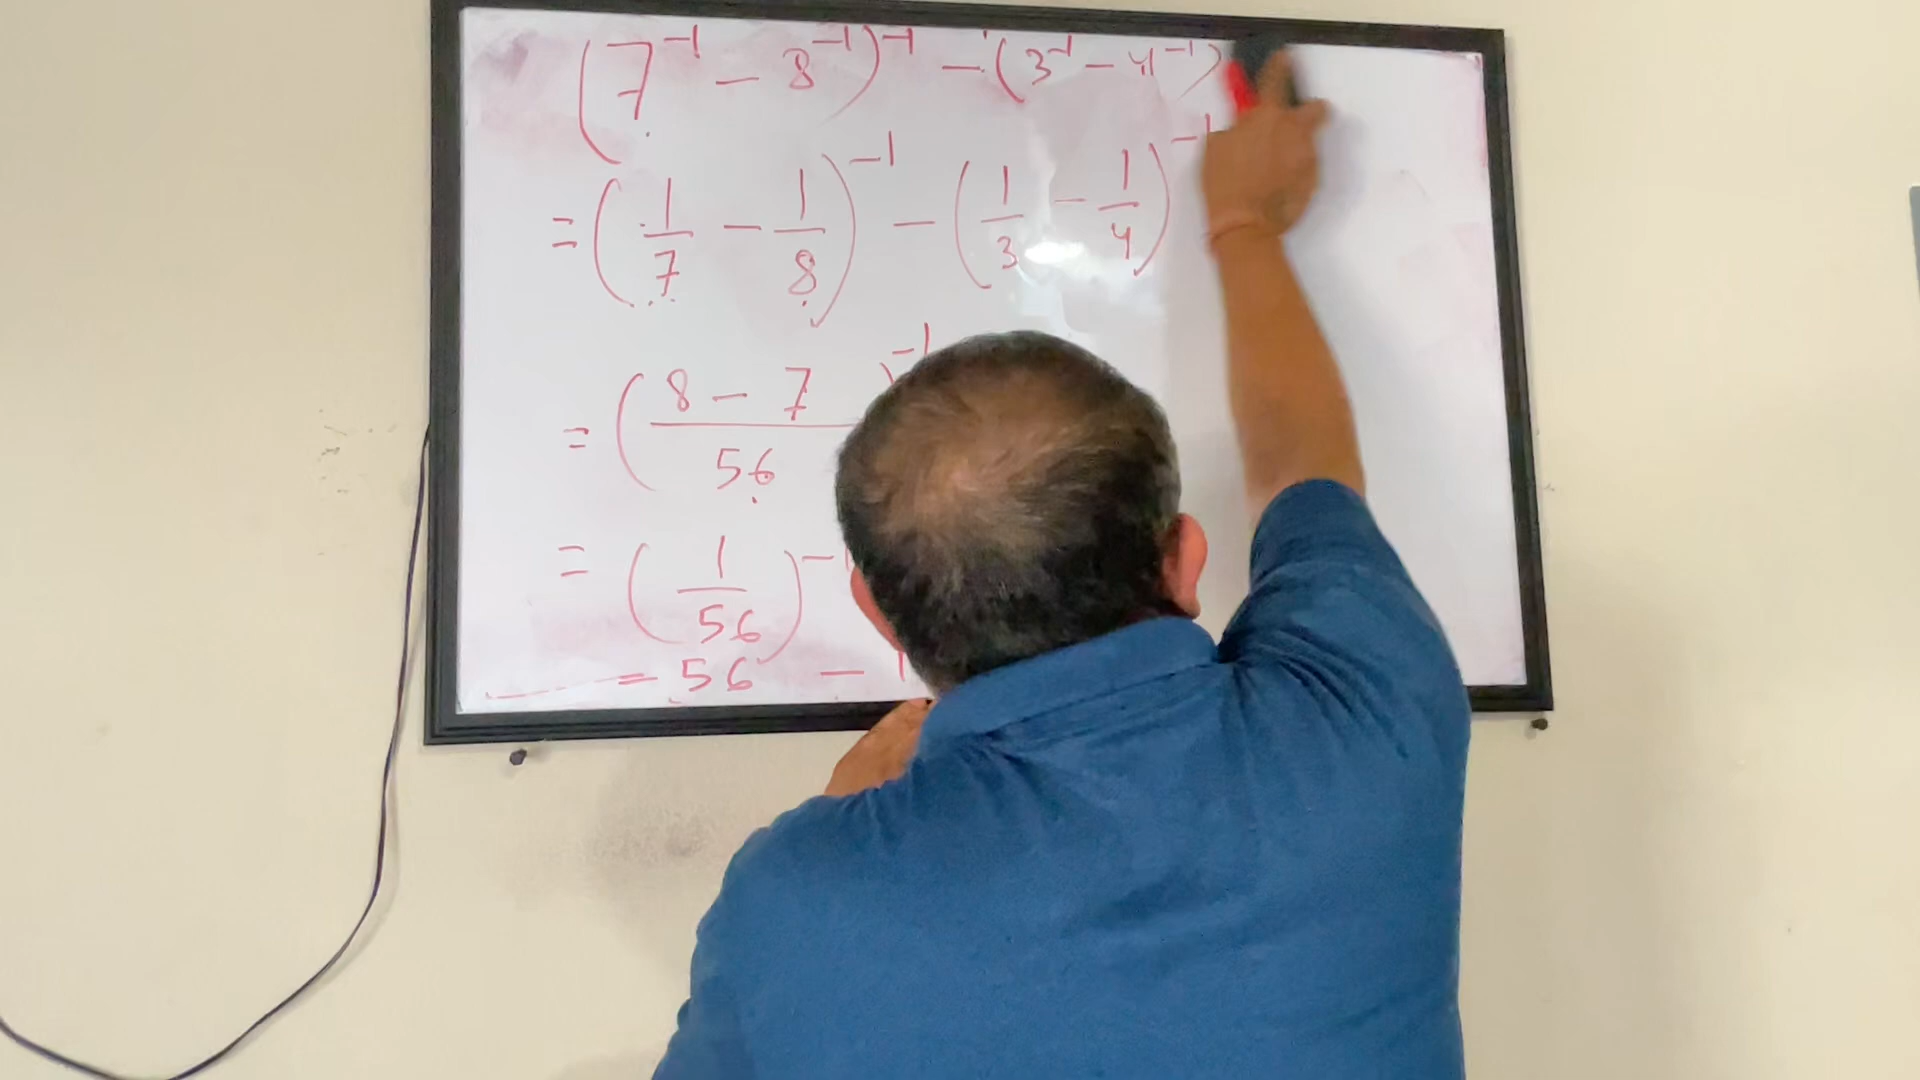 (7⁻¹ - 8⁻¹)⁻¹ - (3⁻¹ - 4⁻¹)
= (1/7 - 1/8)⁻¹ - (1/3 - 1/4)⁻¹
= (8 - 7 / 56)⁻¹
= (1/56)⁻¹
= 56 - 1